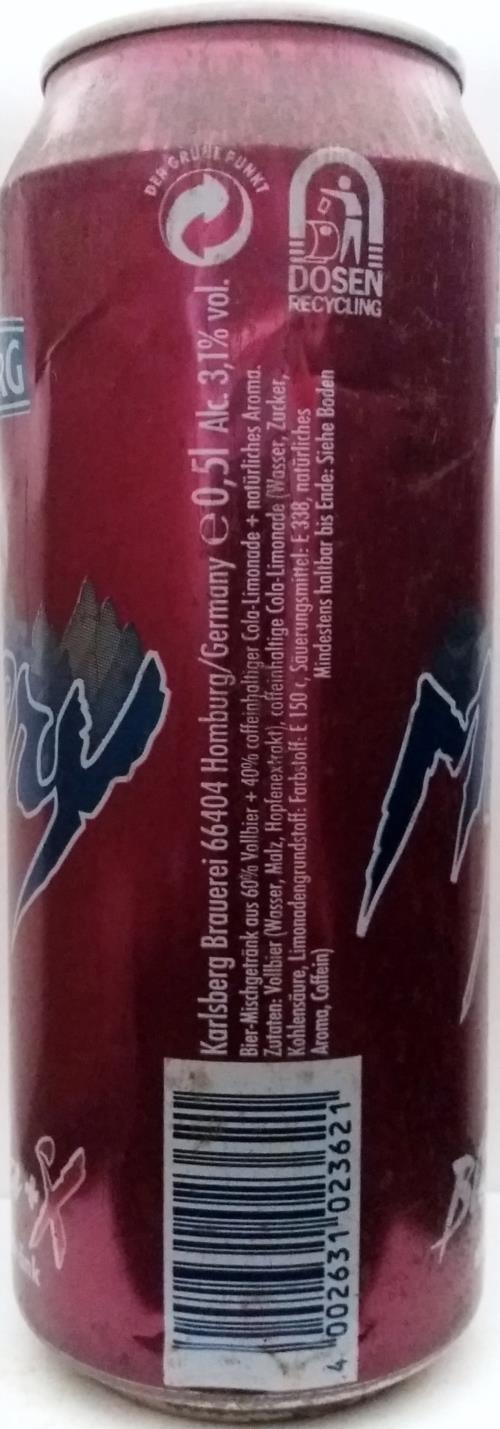 DER GRÜNE PUNKT
DOSEN
RECYCLING
RG
Karlsberg Brauerei 66404 Homburg/Germany e 0,5l Alc. 3,1% vol.
Bier-Mischgetränk aus 60% Vollbier + 40% coffeinhaltiger Cola-Limonade + natürliches Aroma.
Zutaten: Vollbier (Wasser, Malz, Hopfenextrakt), coffeinhaltige Cola-Limonade (Wasser, Zucker,
Kohlensäure, Limonadengrundstoff: Farbstoff: E 150 c, Säuerungsmittel: E 338, natürliches
Aroma, Coffein) Mindestens haltbar bis Ende: Siehe Boden
4 002631 023621